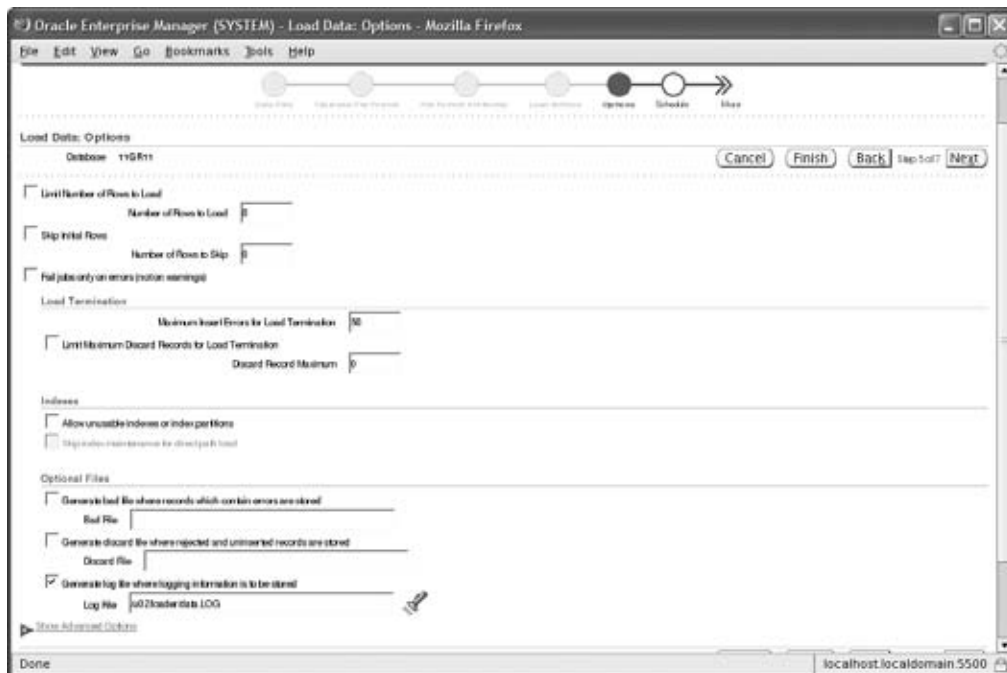 Oracle Enterprise Manager (SYSTEM) - Load Data: Options - Mozilla Firefox
File Edit View Go Bookmarks Tools Help
Options Schedule More
Load Data: Options
Database 11GR11
Cancel Finish Back Step 5 of 7 Next
Limit Number of Rows to Load
Number of Rows to Load 0
Skip Initial Rows
Number of Rows to Skip 0
Fail jobs only on errors (not on warnings)
Load Termination
Maximum Insert Errors for Load Termination 50
Limit Maximum Discard Records for Load Termination
Discard Record Maximum 0
Indexes
Allow unusable indexes or index partitions
Skip index maintenance for direct path load
Optional Files
Generate bad file where records which contain errors are stored
Bad File
Generate discard file where rejected and uninserted records are stored
Discard File
Generate log file where logging information is to be stored
Log File /u02/loader/data.LOG
Show Advanced Options
Done localhost.localdomain:5500